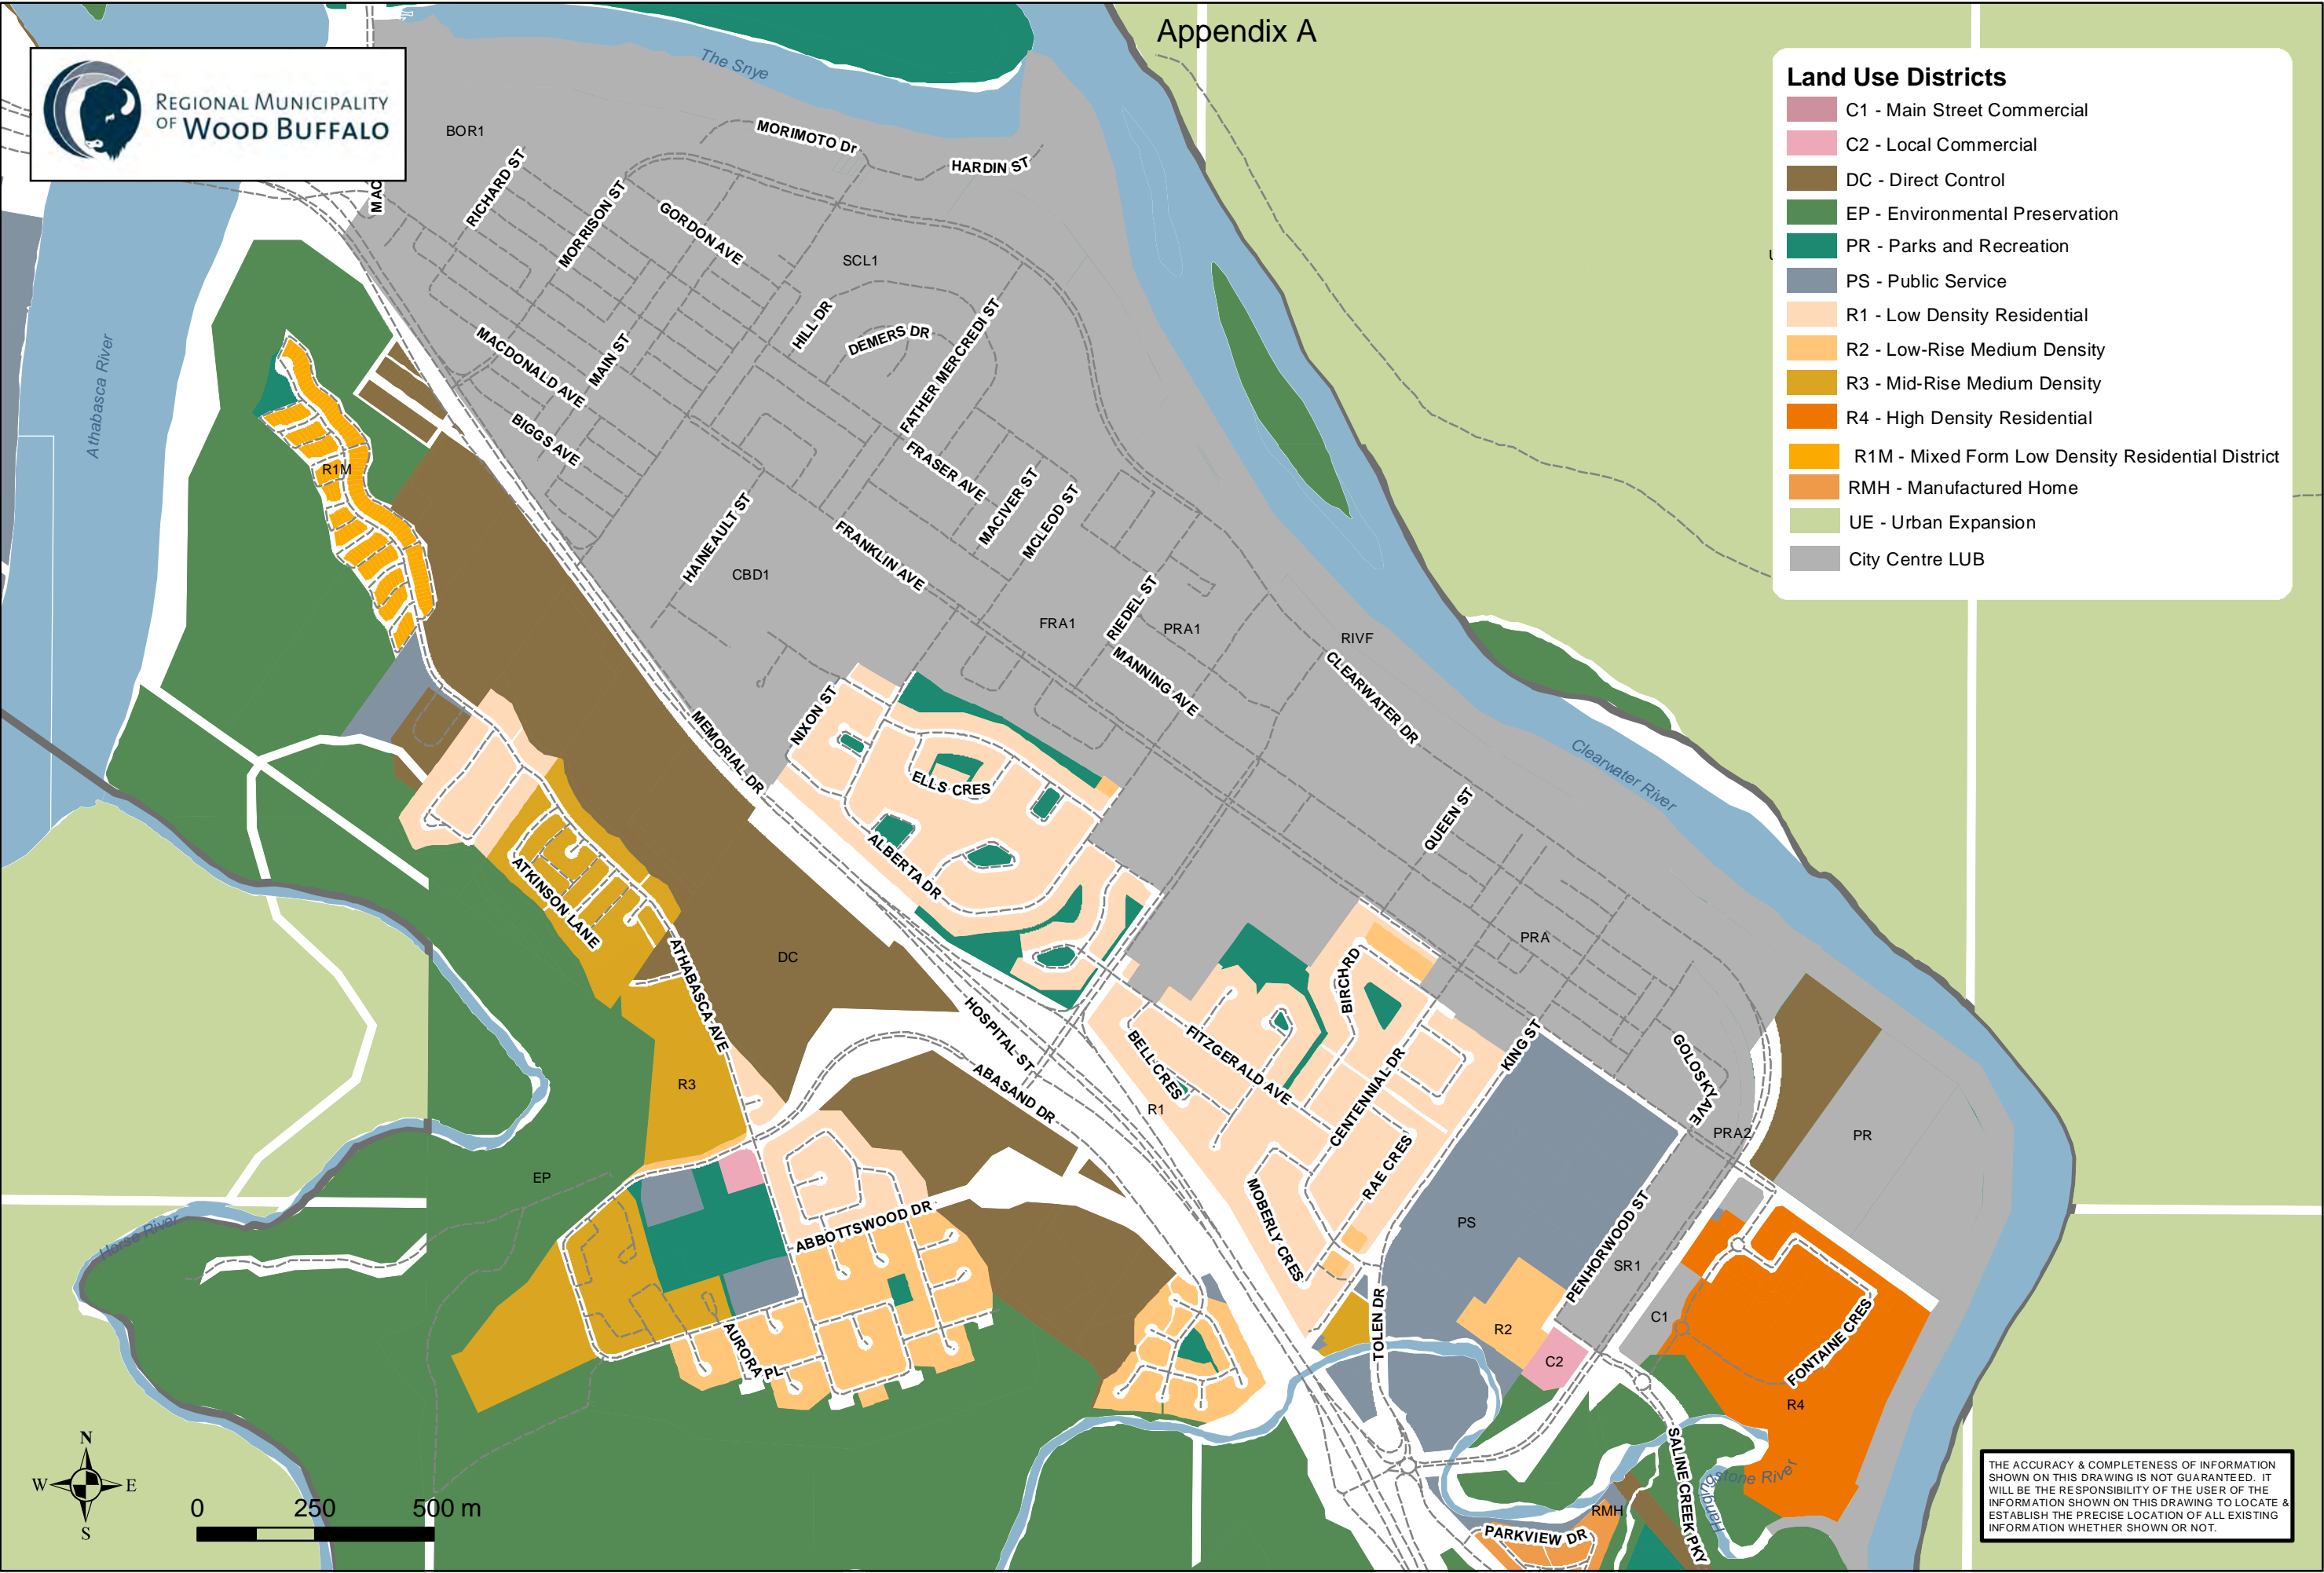 Appendix A
REGIONAL MUNICIPALITY
OF WOOD BUFFALO
Land Use Districts
C1 - Main Street Commercial
C2 - Local Commercial
DC - Direct Control
EP - Environmental Preservation
PR - Parks and Recreation
PS - Public Service
R1 - Low Density Residential
R2 - Low-Rise Medium Density
R3 - Mid-Rise Medium Density
R4 - High Density Residential
R1M - Mixed Form Low Density Residential District
RMH - Manufactured Home
UE - Urban Expansion
City Centre LUB
The Snye
BOR1
MORIMOTO Dr
HARDIN ST
RICHARD ST
MORRISON ST
GORDON AVE
SCL1
HILL DR
DEMERS DR
FATHER MERCREDI ST
MACDONALD AVE
MAIN ST
BIGGS AVE
Athabasca River
R1M
FRASER AVE
MACIVER ST
MCLEOD ST
HAINEAULT ST
FRANKLIN AVE
CBD1
FRA1
RIEDEL ST
PRA1
RIVF
MANNING AVE
CLEARWATER DR
Clearwater River
NIXON ST
MEMORIAL DR
ELLS CRES
ALBERTA DR
QUEEN ST
ATKINSON LANE
ATHABASCA AVE
DC
PRA
BIRCH RD
HOSPITAL ST
ABASAND DR
BELL CRES
FITZGERALD AVE
CENTENNIAL DR
KING ST
GOLOSKY AVE
R3
R1
PRA2
PR
RAE CRES
EP
Horse River
ABBOTTSWOOD DR
MOBERLY CRES
PS
PENHORWOOD ST
SR1
TOLEN DR
C1
R2
C2
FONTAINE CRES
AURORA PL
R4
SALINE CREEK PKY
Hangingstone River
RMH
PARKVIEW DR
N
W E
S
0 250 500 m
THE ACCURACY & COMPLETENESS OF INFORMATION
SHOWN ON THIS DRAWING IS NOT GUARANTEED. IT
WILL BE THE RESPONSIBILITY OF THE USER OF THE
INFORMATION SHOWN ON THIS DRAWING TO LOCATE &
ESTABLISH THE PRECISE LOCATION OF ALL EXISTING
INFORMATION WHETHER SHOWN OR NOT.